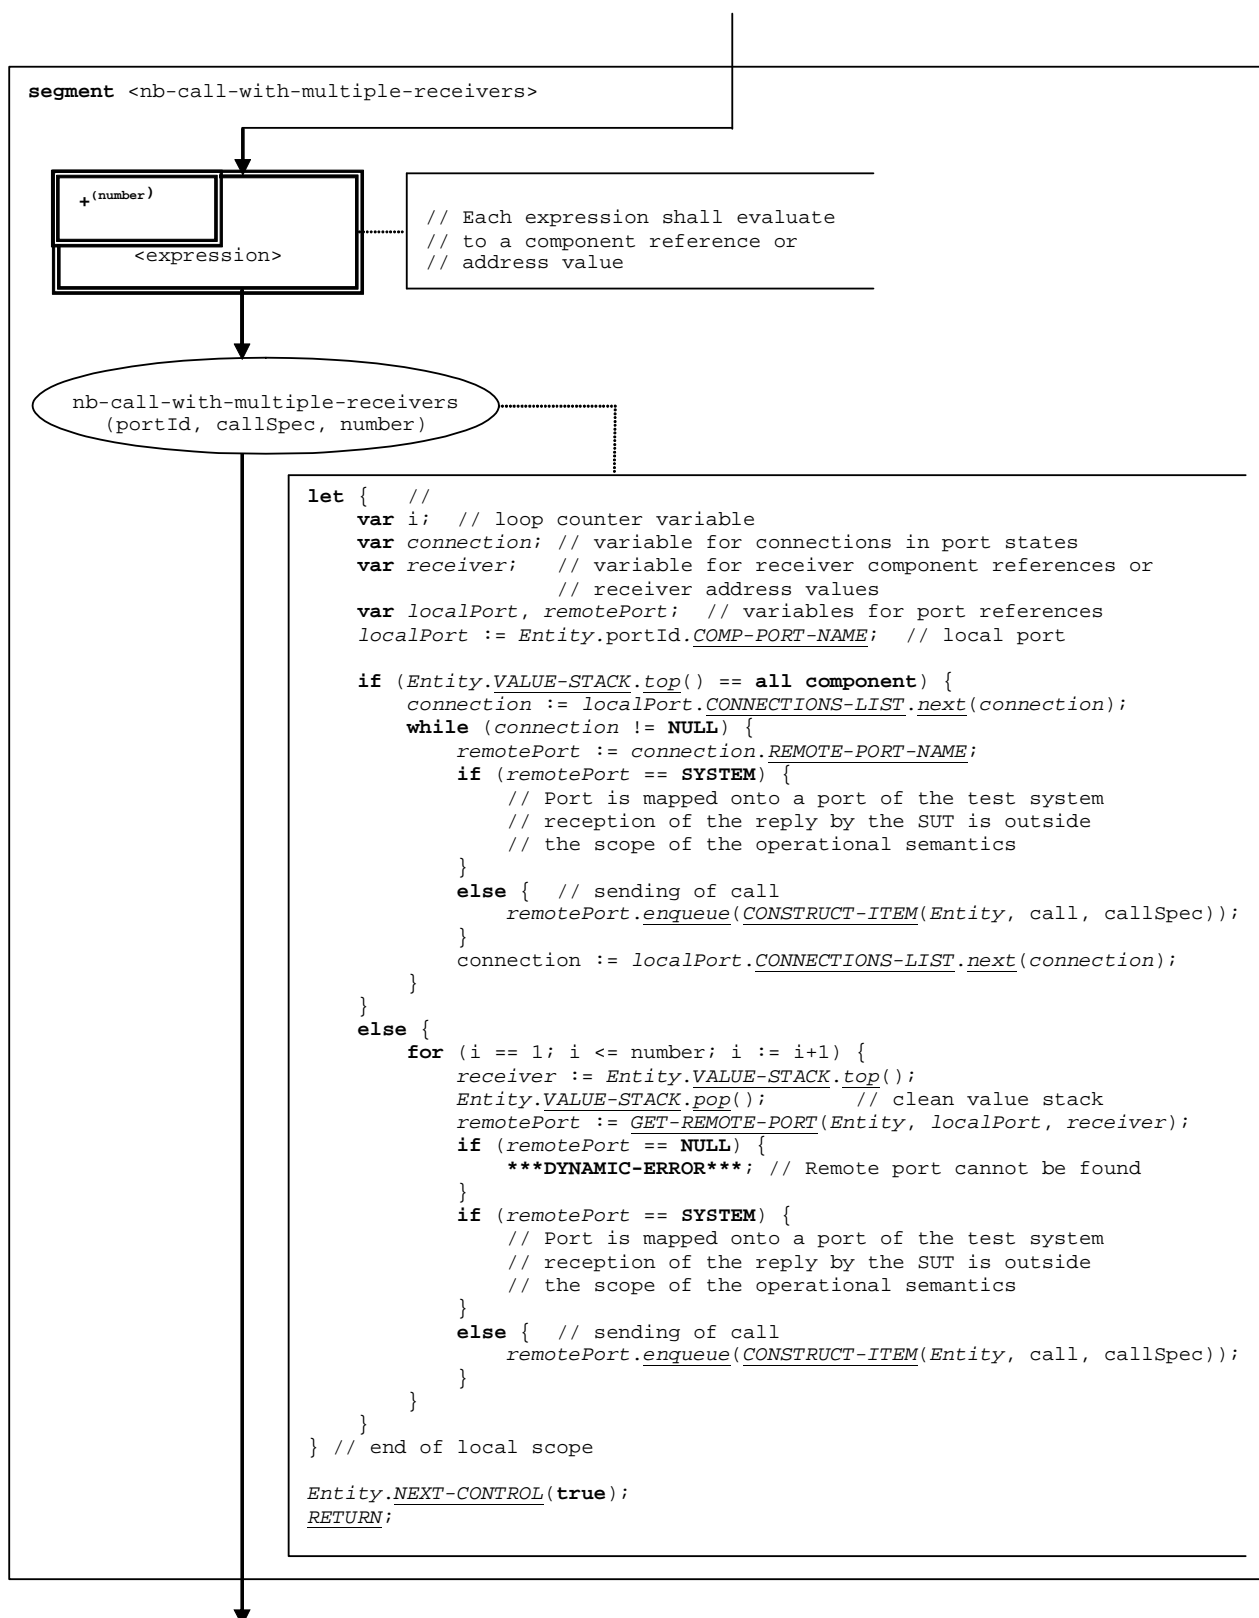 segment <nb-call-with-multiple-receivers>
+(number)
<expression>
// Each expression shall evaluate
// to a component reference or
// address value
nb-call-with-multiple-receivers
(portId, callSpec, number)
let {   //
    var i;  // loop counter variable
    var connection; // variable for connections in port states
    var receiver;   // variable for receiver component references or
                    // receiver address values
    var localPort, remotePort;  // variables for port references
    localPort := Entity.portId.COMP-PORT-NAME;  // local port
    if (Entity.VALUE-STACK.top() == all component) {
        connection := localPort.CONNECTIONS-LIST.next(connection);
        while (connection != NULL) {
            remotePort := connection.REMOTE-PORT-NAME;
            if (remotePort == SYSTEM) {
                // Port is mapped onto a port of the test system
                // reception of the reply by the SUT is outside
                // the scope of the operational semantics
            }
            else {  // sending of call
                remotePort.enqueue(CONSTRUCT-ITEM(Entity, call, callSpec));
            }
            connection := localPort.CONNECTIONS-LIST.next(connection);
        }
    }
    else {
        for (i == 1; i <= number; i := i+1) {
            receiver := Entity.VALUE-STACK.top();
            Entity.VALUE-STACK.pop();       // clean value stack
            remotePort := GET-REMOTE-PORT(Entity, localPort, receiver);
            if (remotePort == NULL) {
                ***DYNAMIC-ERROR***; // Remote port cannot be found
            }
            if (remotePort == SYSTEM) {
                // Port is mapped onto a port of the test system
                // reception of the reply by the SUT is outside
                // the scope of the operational semantics
            }
            else {  // sending of call
                remotePort.enqueue(CONSTRUCT-ITEM(Entity, call, callSpec));
            }
        }
    }
} // end of local scope
Entity.NEXT-CONTROL(true);
RETURN;